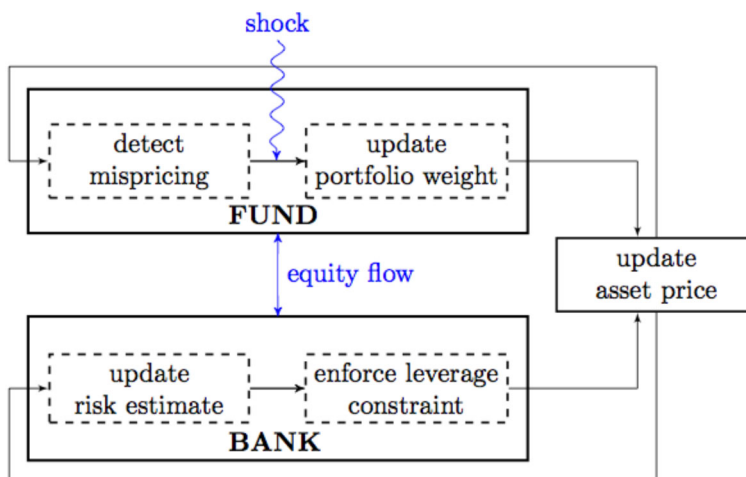 shock
detect
mispricing
update
portfolio weight
FUND
equity flow
update
asset price
update
risk estimate
enforce leverage
constraint
BANK